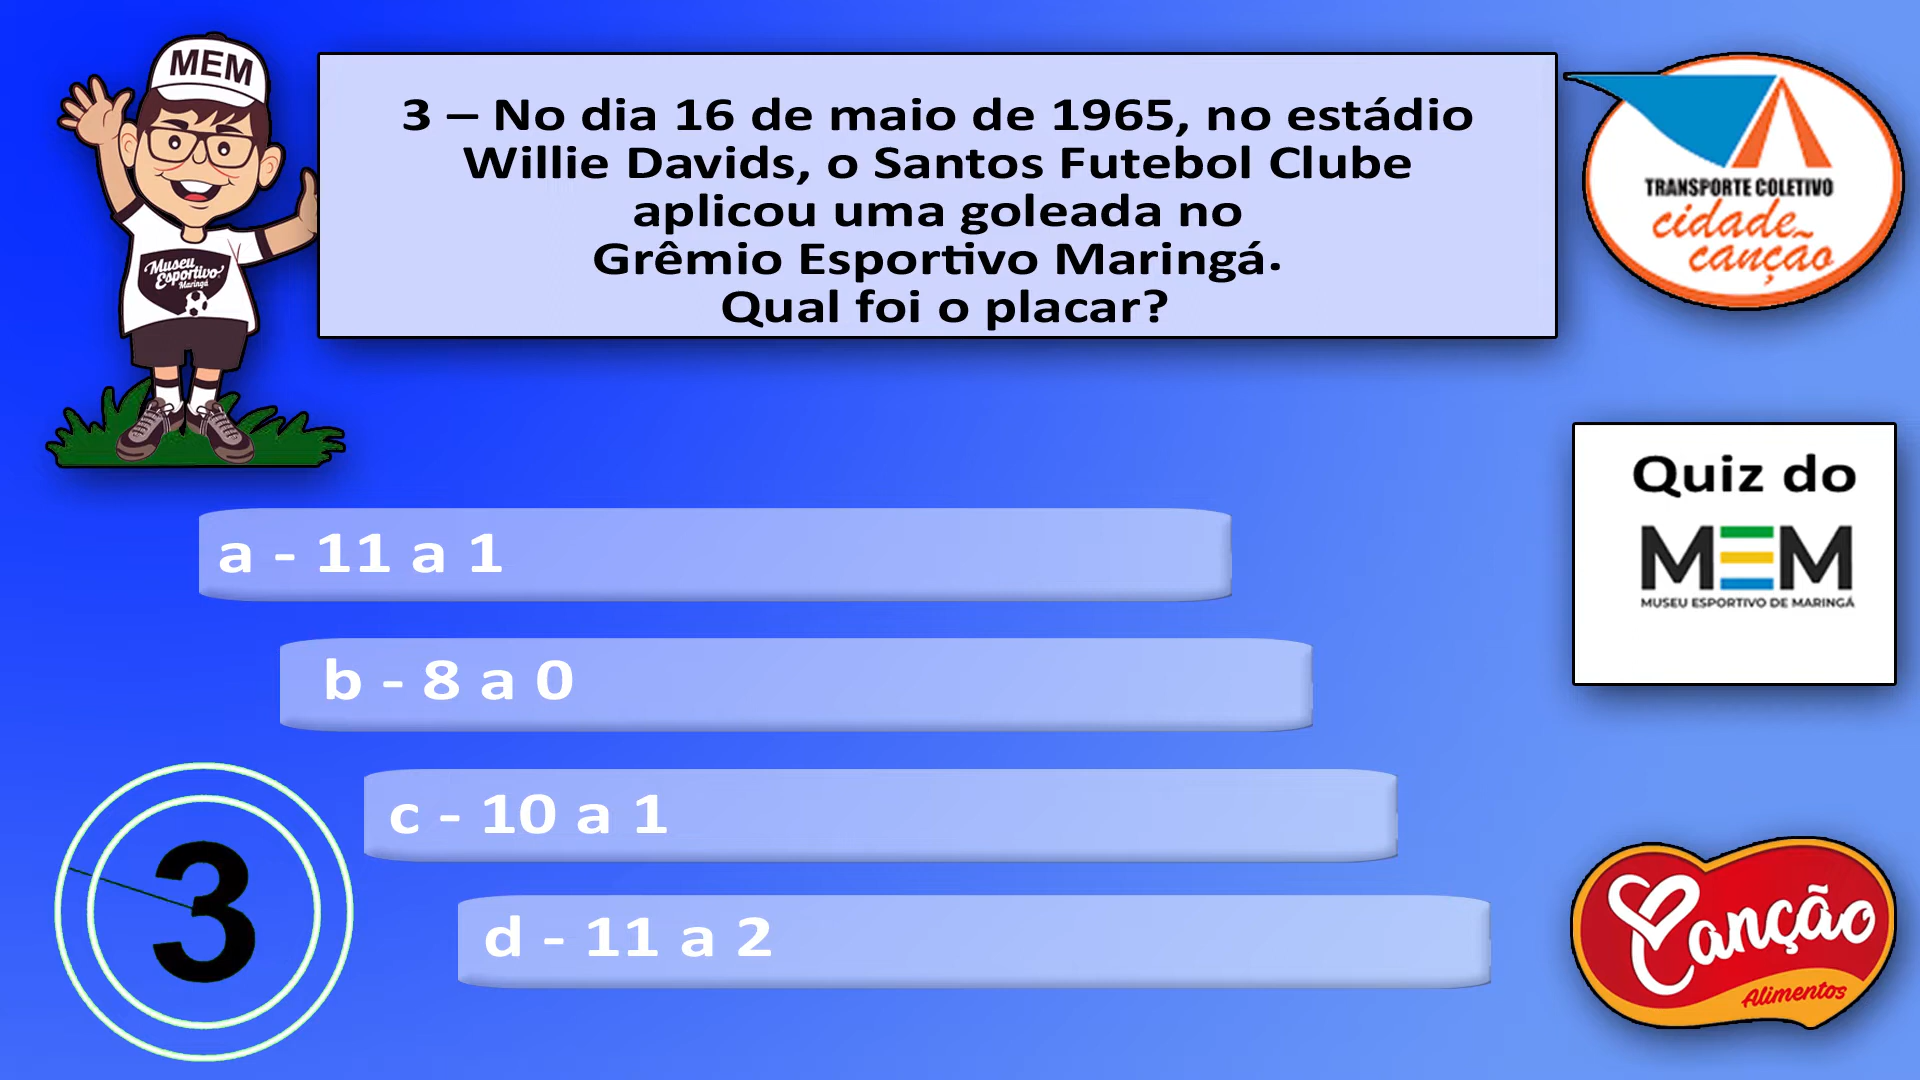 MEM
Museu
Esportivo
Maringá
3 – No dia 16 de maio de 1965, no estádio
Willie Davids, o Santos Futebol Clube
aplicou uma goleada no
Grêmio Esportivo Maringá.
Qual foi o placar?
TRANSPORTE COLETIVO
cidade
canção
Quiz do
MEM
MUSEU ESPORTIVO DE MARINGÁ
a - 11 a 1
b - 8 a 0
c - 10 a 1
d - 11 a 2
3
Canção
Alimentos